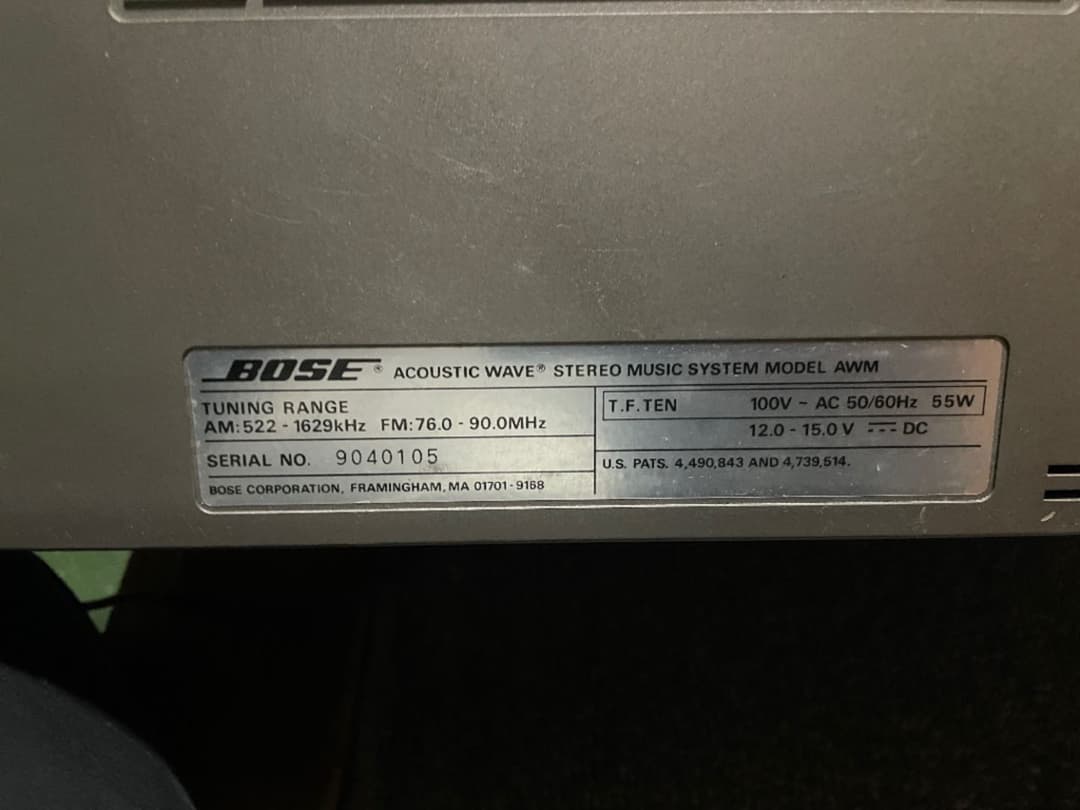 BOSE® ACOUSTIC WAVE® STEREO MUSIC SYSTEM MODEL AWM
TUNING RANGE
AM:522 - 1629kHz FM:76.0 - 90.0MHz
SERIAL NO. 9040105
BOSE CORPORATION, FRAMINGHAM, MA 01701-9168
T.F.TEN 100V ~ AC 50/60Hz 55W
12.0 - 15.0 V ⎓ DC
U.S. PATS. 4,490,843 AND 4,739,514.